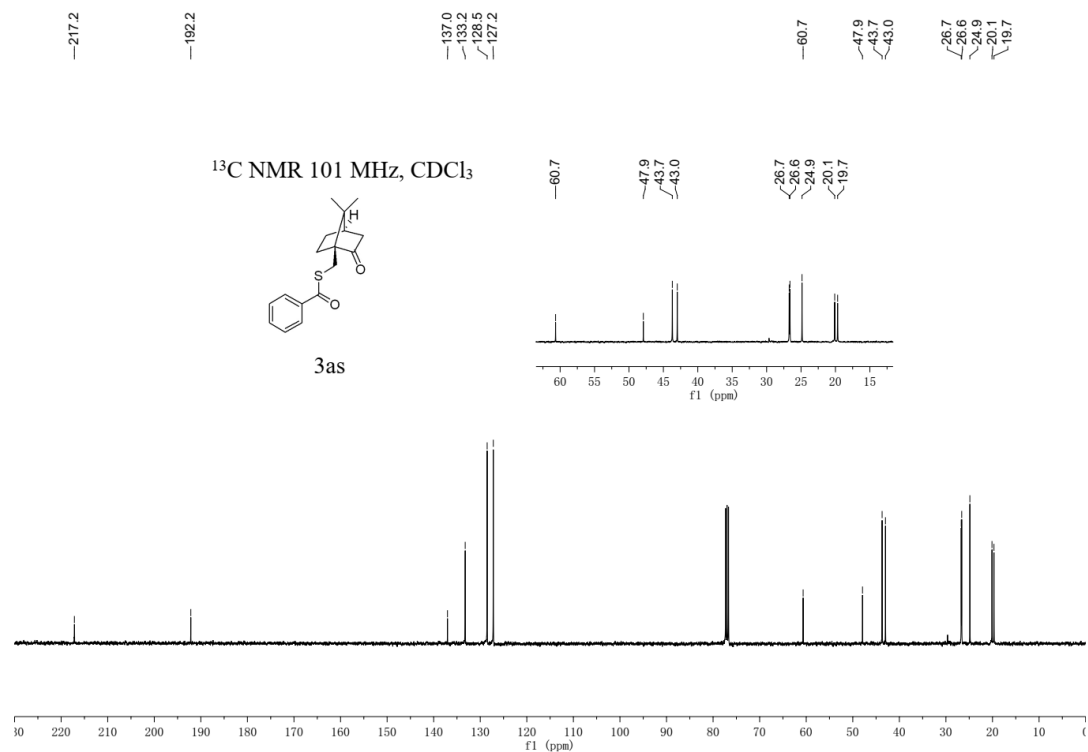 217.2
192.2
137.0
133.2
128.5
127.2
60.7
47.9
43.7
43.0
26.7
26.6
24.9
20.1
19.7
¹³C NMR 101 MHz, CDCl₃
60.7
47.9
43.7
43.0
26.7
26.6
24.9
20.1
19.7
H
O
S
O
3as
60 55 50 45 40 35 30 25 20 15
f1 (ppm)
30 220 210 200 190 180 170 160 150 140 130 120 110 100 90 80 70 60 50 40 30 20 10 0
f1 (ppm)